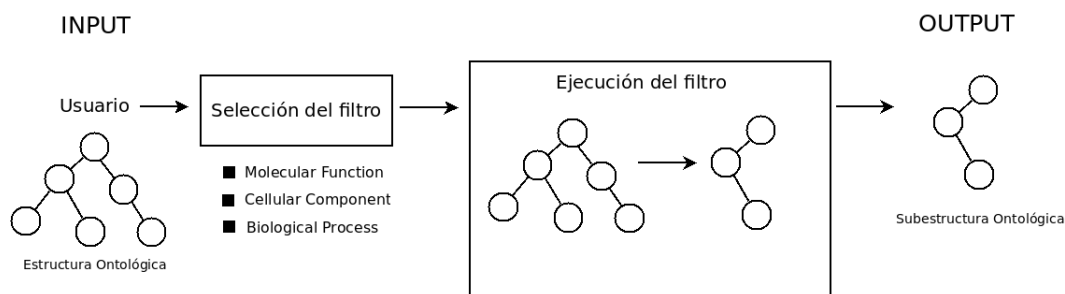 INPUT
OUTPUT
Usuario
Selección del filtro
Ejecución del filtro
Molecular Function
Cellular Component
Biological Process
Estructura Ontológica
Subestructura Ontológica